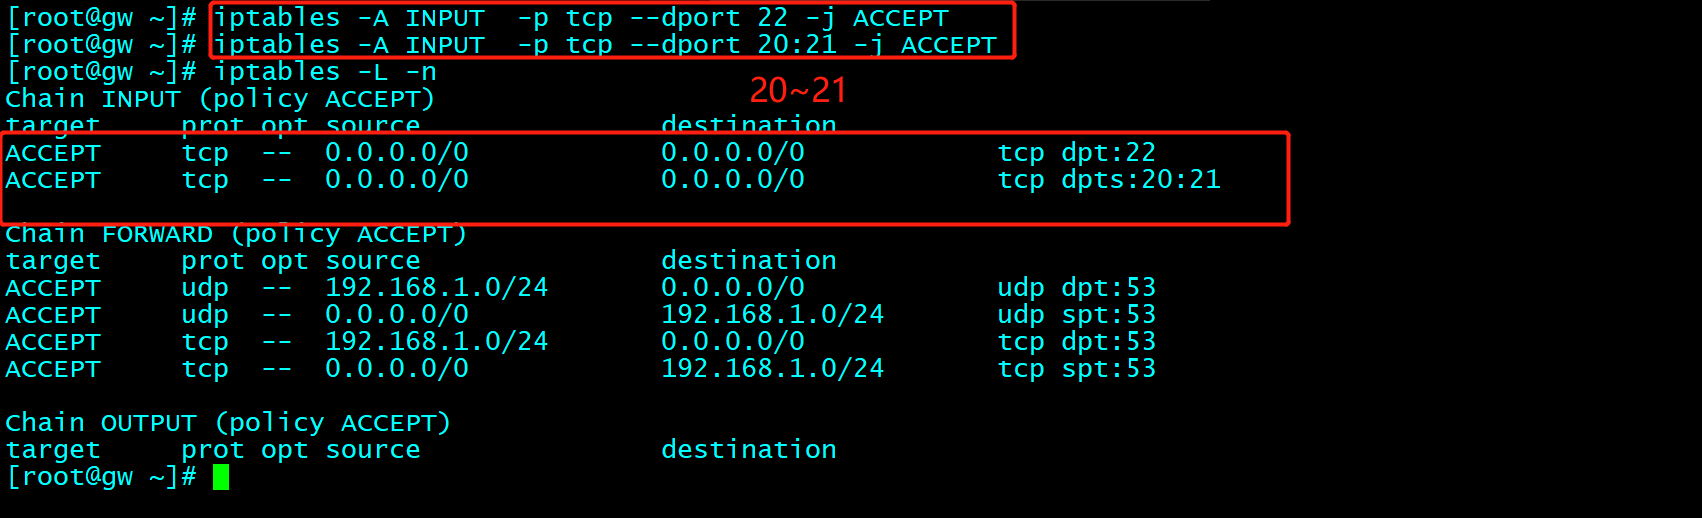 [root@gw ~]# iptables -A INPUT  -p tcp --dport 22 -j ACCEPT
[root@gw ~]# iptables -A INPUT  -p tcp --dport 20:21 -j ACCEPT
[root@gw ~]# iptables -L -n
20~21
Chain INPUT (policy ACCEPT)
target     prot opt source               destination
ACCEPT     tcp  --  0.0.0.0/0            0.0.0.0/0            tcp dpt:22
ACCEPT     tcp  --  0.0.0.0/0            0.0.0.0/0            tcp dpts:20:21
Chain FORWARD (policy ACCEPT)
target     prot opt source               destination
ACCEPT     udp  --  192.168.1.0/24       0.0.0.0/0            udp dpt:53
ACCEPT     udp  --  0.0.0.0/0            192.168.1.0/24       udp spt:53
ACCEPT     tcp  --  192.168.1.0/24       0.0.0.0/0            tcp dpt:53
ACCEPT     tcp  --  0.0.0.0/0            192.168.1.0/24       tcp spt:53
Chain OUTPUT (policy ACCEPT)
target     prot opt source               destination
[root@gw ~]#